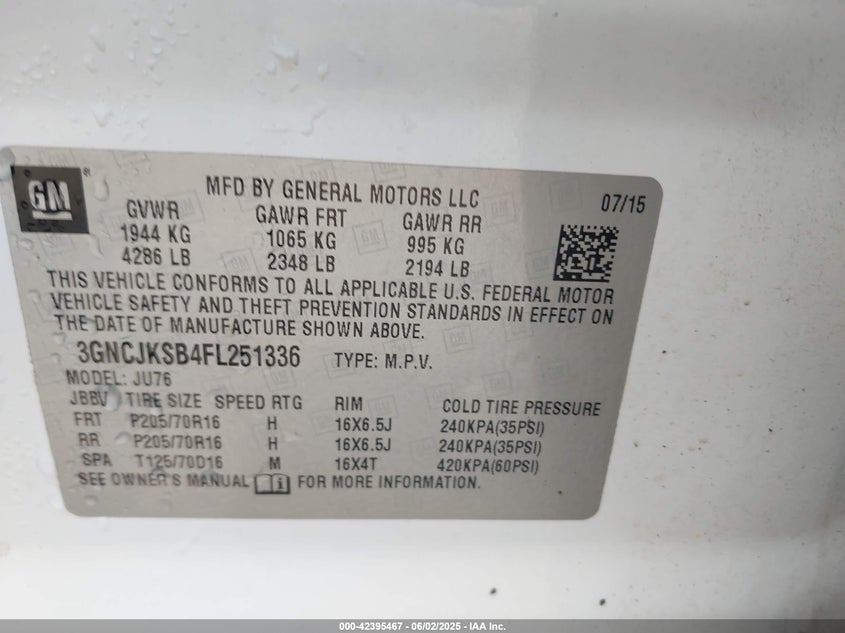 GM
MFD BY GENERAL MOTORS LLC
07/15
GVWR GAWR FRT GAWR RR
1944 KG 1065 KG 995 KG
4286 LB 2348 LB 2194 LB
THIS VEHICLE CONFORMS TO ALL APPLICABLE U.S. FEDERAL MOTOR
VEHICLE SAFETY AND THEFT PREVENTION STANDARDS IN EFFECT ON
THE DATE OF MANUFACTURE SHOWN ABOVE.
3GNCJKSB4FL251336 TYPE: M.P.V.
MODEL: JU76
JBBV TIRE SIZE SPEED RTG RIM COLD TIRE PRESSURE
FRT P205/70R16 H 16X6.5J 240KPA(35PSI)
RR P205/70R16 H 16X6.5J 240KPA(35PSI)
SPA T125/70D16 M 16X4T 420KPA(60PSI)
SEE OWNER'S MANUAL FOR MORE INFORMATION.
000-42395467 - 06/02/2025 - IAA Inc.